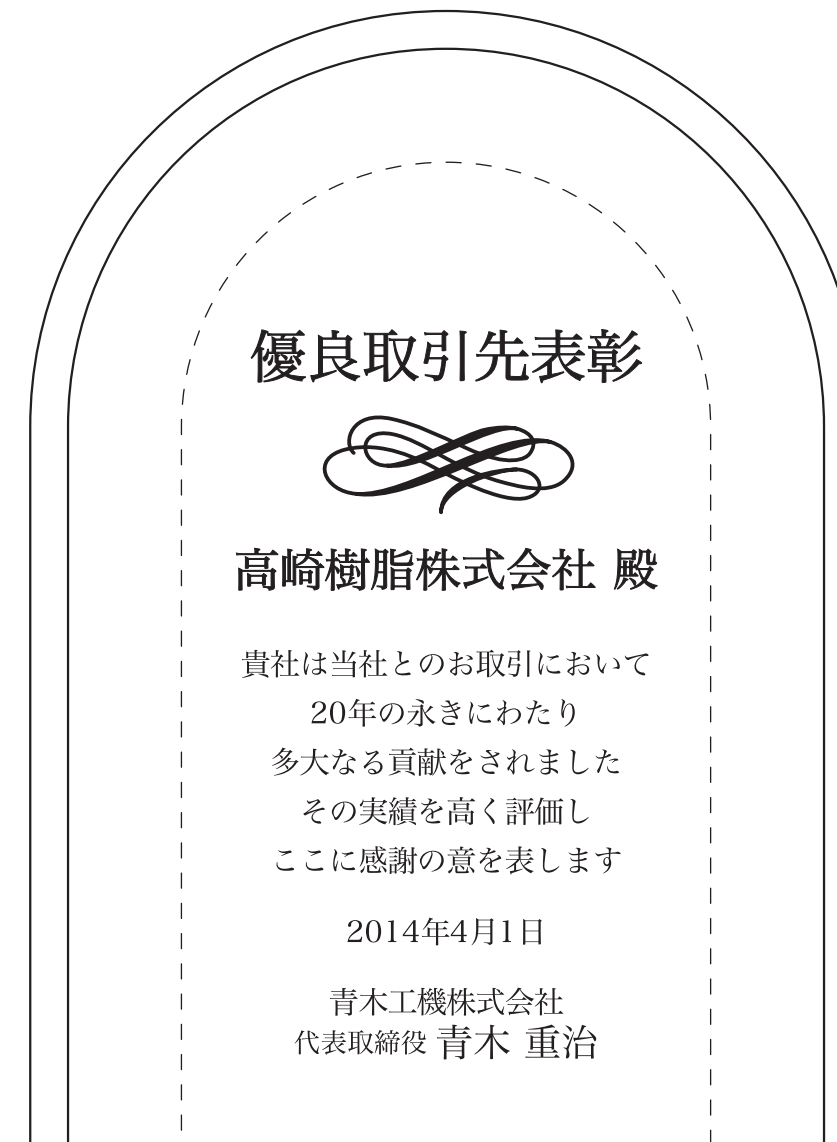 優良取引先表彰
高崎樹脂株式会社 殿
貴社は当社とのお取引において
20年の永きにわたり
多大なる貢献をされました
その実績を高く評価し
ここに感謝の意を表します
2014年4月1日
青木工機株式会社
代表取締役 青木 重治